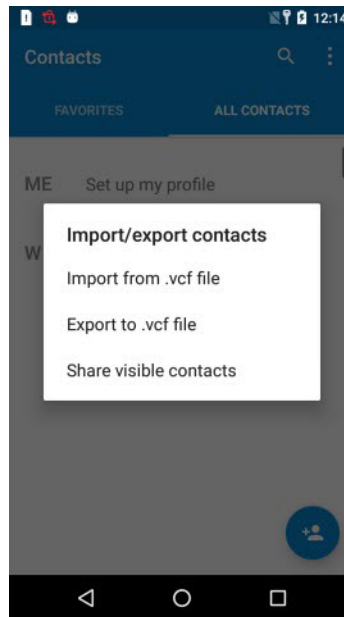 12:14
Contacts
FAVORITES
ALL CONTACTS
ME
Set up my profile
W
Import/export contacts
Import from .vcf file
Export to .vcf file
Share visible contacts